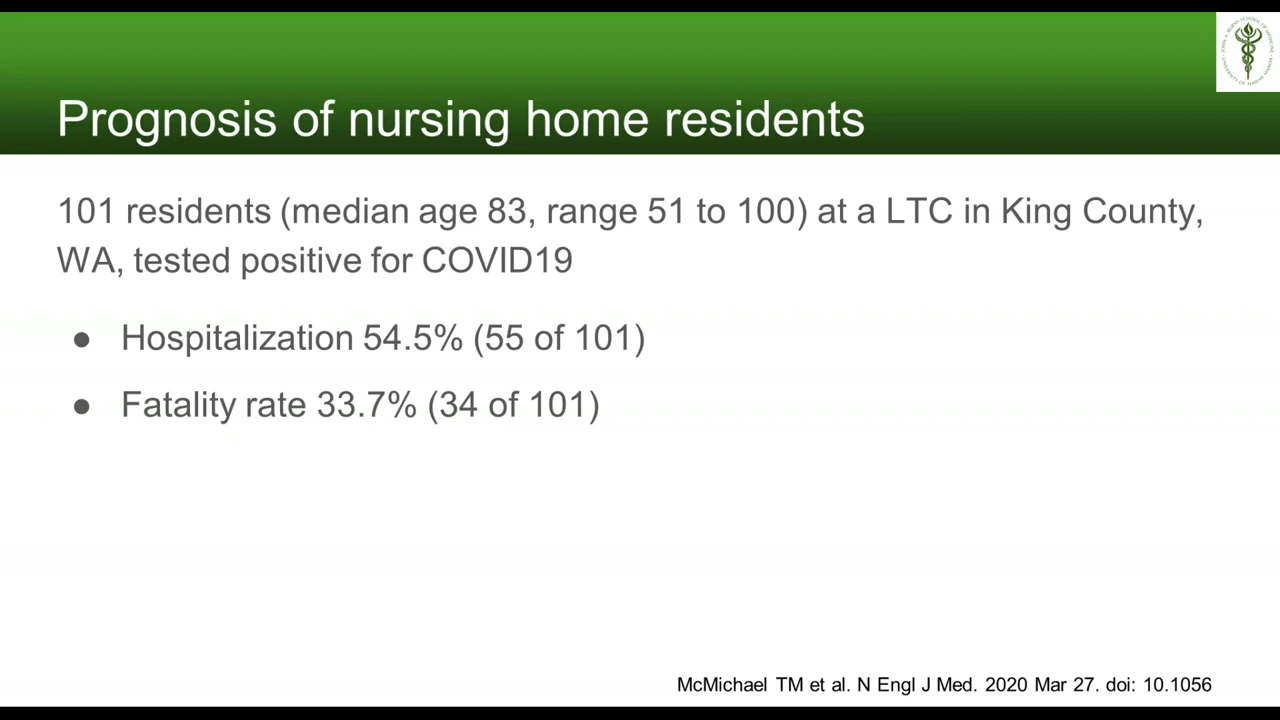 Prognosis of nursing home residents
101 residents (median age 83, range 51 to 100) at a LTC in King County,
WA, tested positive for COVID19
● Hospitalization 54.5% (55 of 101)
● Fatality rate 33.7% (34 of 101)
McMichael TM et al. N Engl J Med. 2020 Mar 27. doi: 10.1056